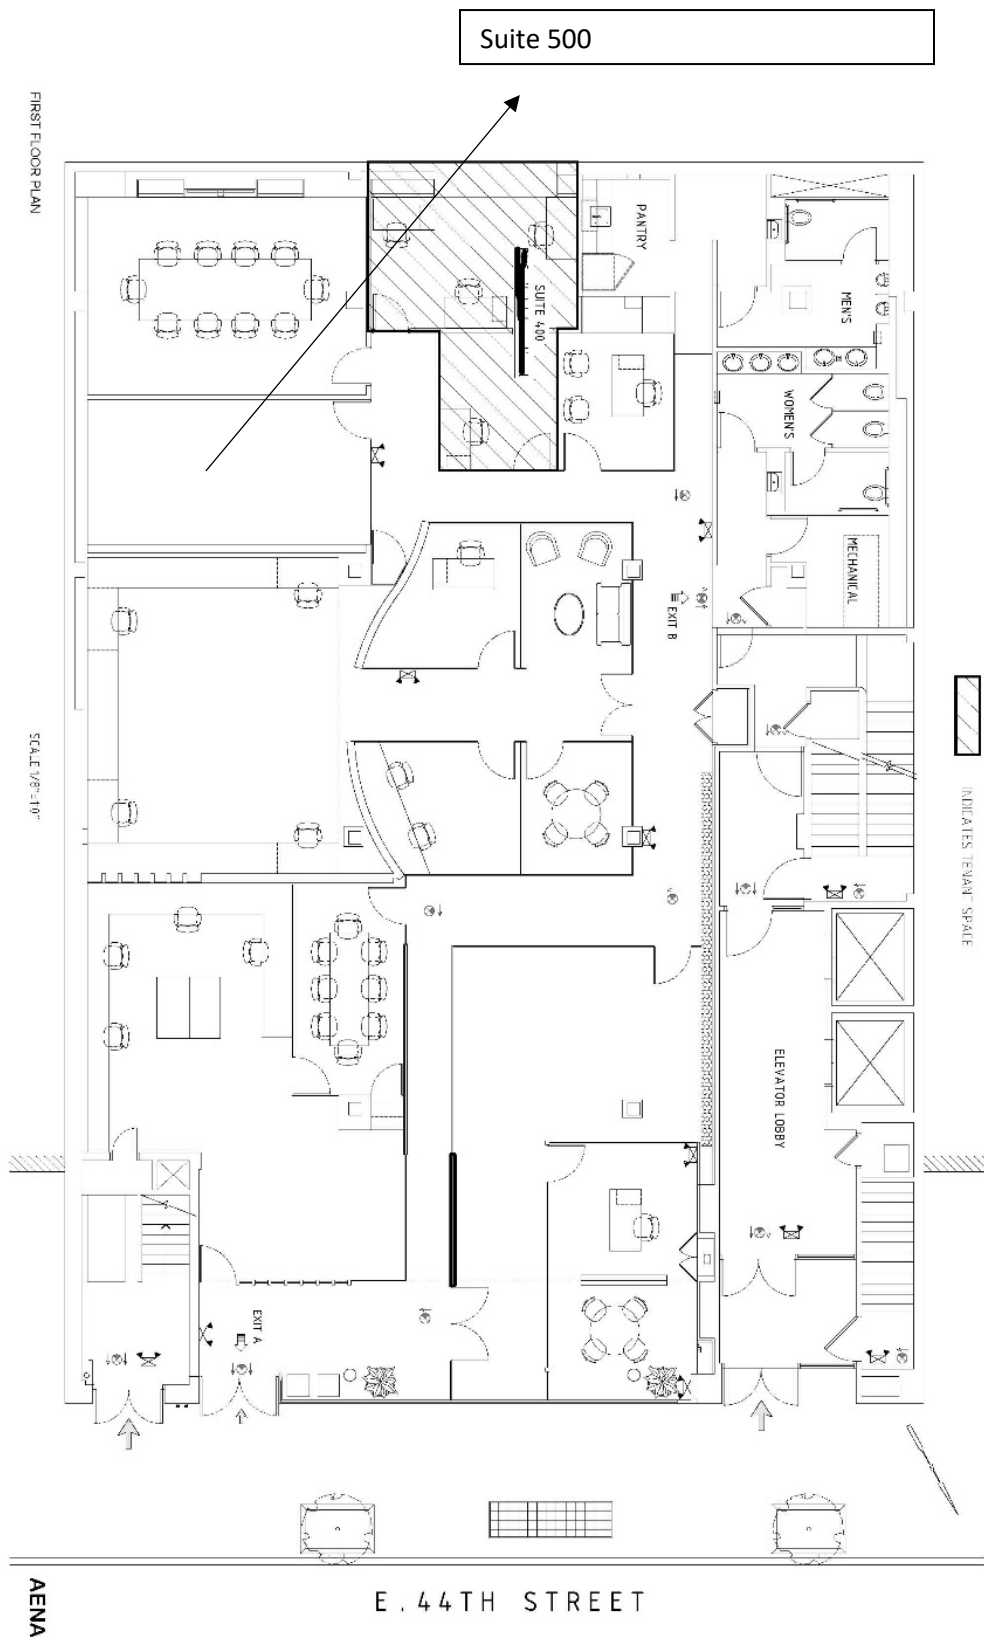 Suite 500
FIRST FLOOR PLAN
PANTRY
SUITE 400
MEN'S
WOMEN'S
MECHANICAL
EXIT B
INDICATES TENANT SPACE
SCALE 1/8"=10"
ELEVATOR LOBBY
EXIT A
E. 44TH STREET
AENA